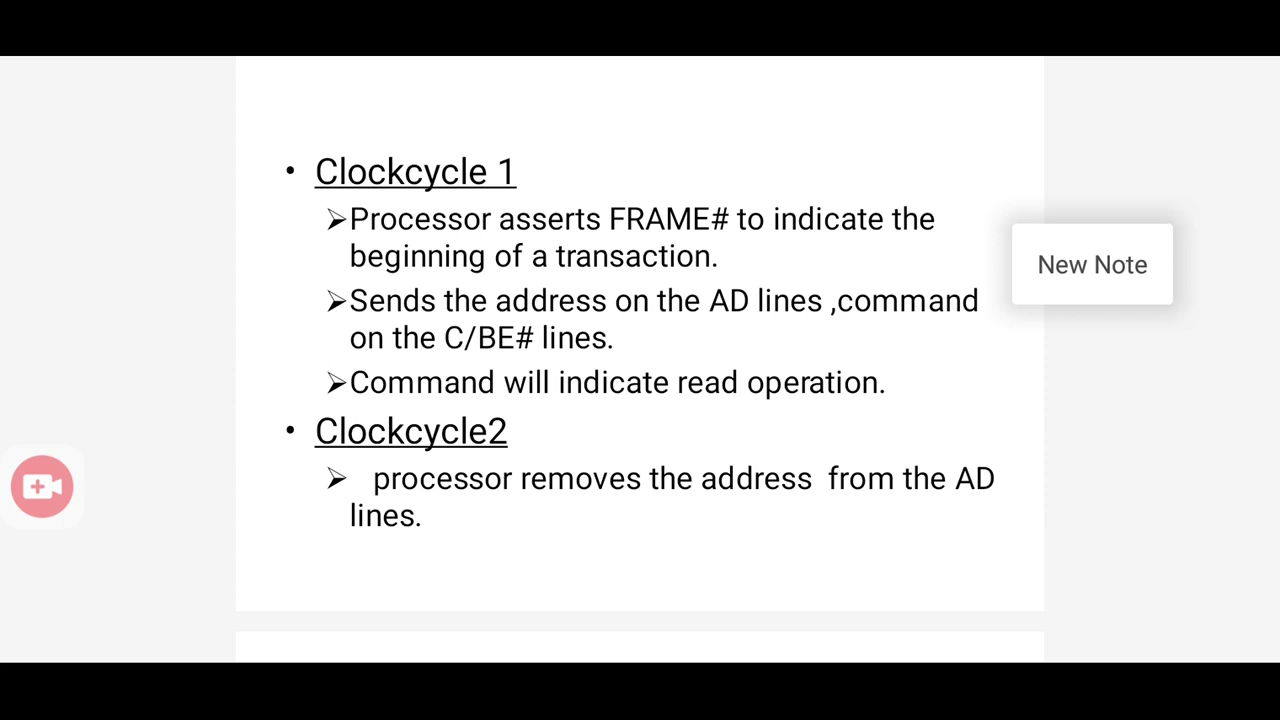 • Clockcycle 1
➢Processor asserts FRAME# to indicate the
beginning of a transaction.
➢Sends the address on the AD lines ,command
on the C/BE# lines.
➢Command will indicate read operation.
• Clockcycle2
➢ processor removes the address from the AD
lines.
New Note